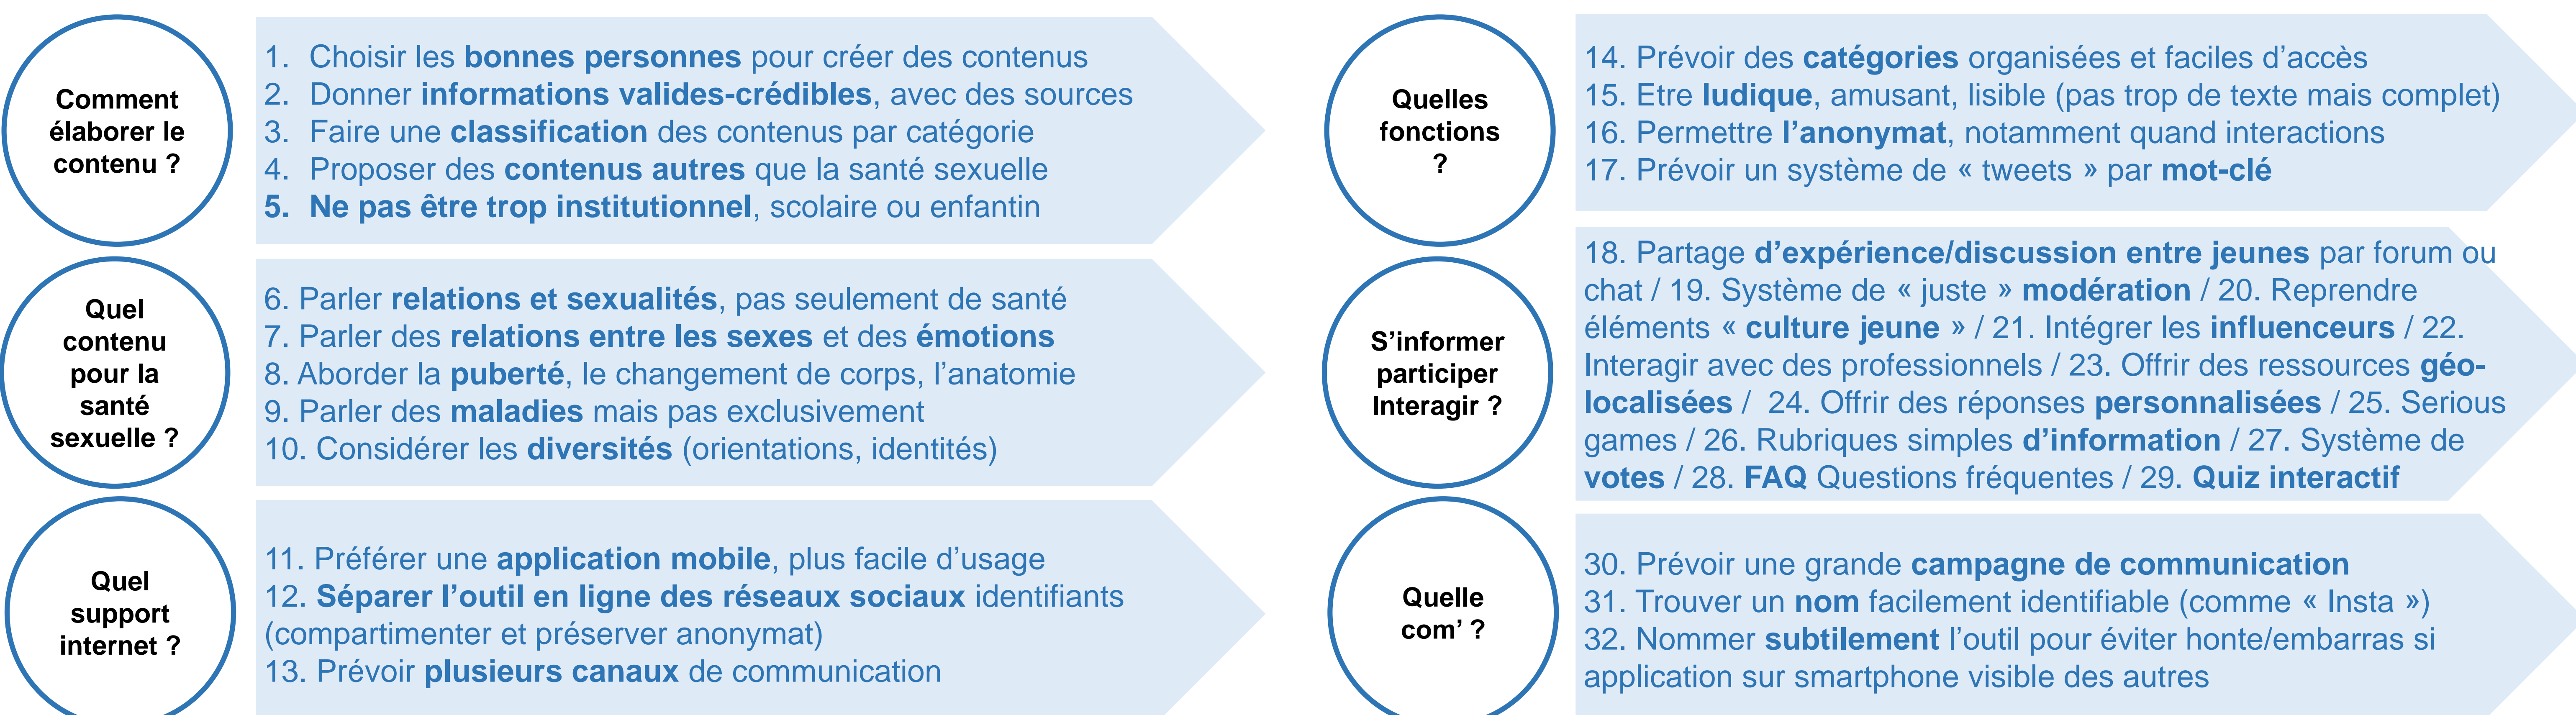 Comment
élaborer le
contenu ?
1. Choisir les bonnes personnes pour créer des contenus
2. Donner informations valides-crédibles, avec des sources
3. Faire une classification des contenus par catégorie
4. Proposer des contenus autres que la santé sexuelle
5. Ne pas être trop institutionnel, scolaire ou enfantin
Quel
contenu
pour la
santé
sexuelle ?
6. Parler relations et sexualités, pas seulement de santé
7. Parler des relations entre les sexes et des émotions
8. Aborder la puberté, le changement de corps, l’anatomie
9. Parler des maladies mais pas exclusivement
10. Considérer les diversités (orientations, identités)
Quel
support
internet ?
11. Préférer une application mobile, plus facile d’usage
12. Séparer l’outil en ligne des réseaux sociaux identifiants
(compartimenter et préserver anonymat)
13. Prévoir plusieurs canaux de communication
Quelles
fonctions
?
14. Prévoir des catégories organisées et faciles d’accès
15. Etre ludique, amusant, lisible (pas trop de texte mais complet)
16. Permettre l’anonymat, notamment quand interactions
17. Prévoir un système de « tweets » par mot-clé
S’informer
participer
Interagir ?
18. Partage d’expérience/discussion entre jeunes par forum ou
chat / 19. Système de « juste » modération / 20. Reprendre
éléments « culture jeune » / 21. Intégrer les influenceurs / 22.
Interagir avec des professionnels / 23. Offrir des ressources géo-
localisées / 24. Offrir des réponses personnalisées / 25. Serious
games / 26. Rubriques simples d’information / 27. Système de
votes / 28. FAQ Questions fréquentes / 29. Quiz interactif
Quelle
com’ ?
30. Prévoir une grande campagne de communication
31. Trouver un nom facilement identifiable (comme « Insta »)
32. Nommer subtilement l’outil pour éviter honte/embarras si
application sur smartphone visible des autres